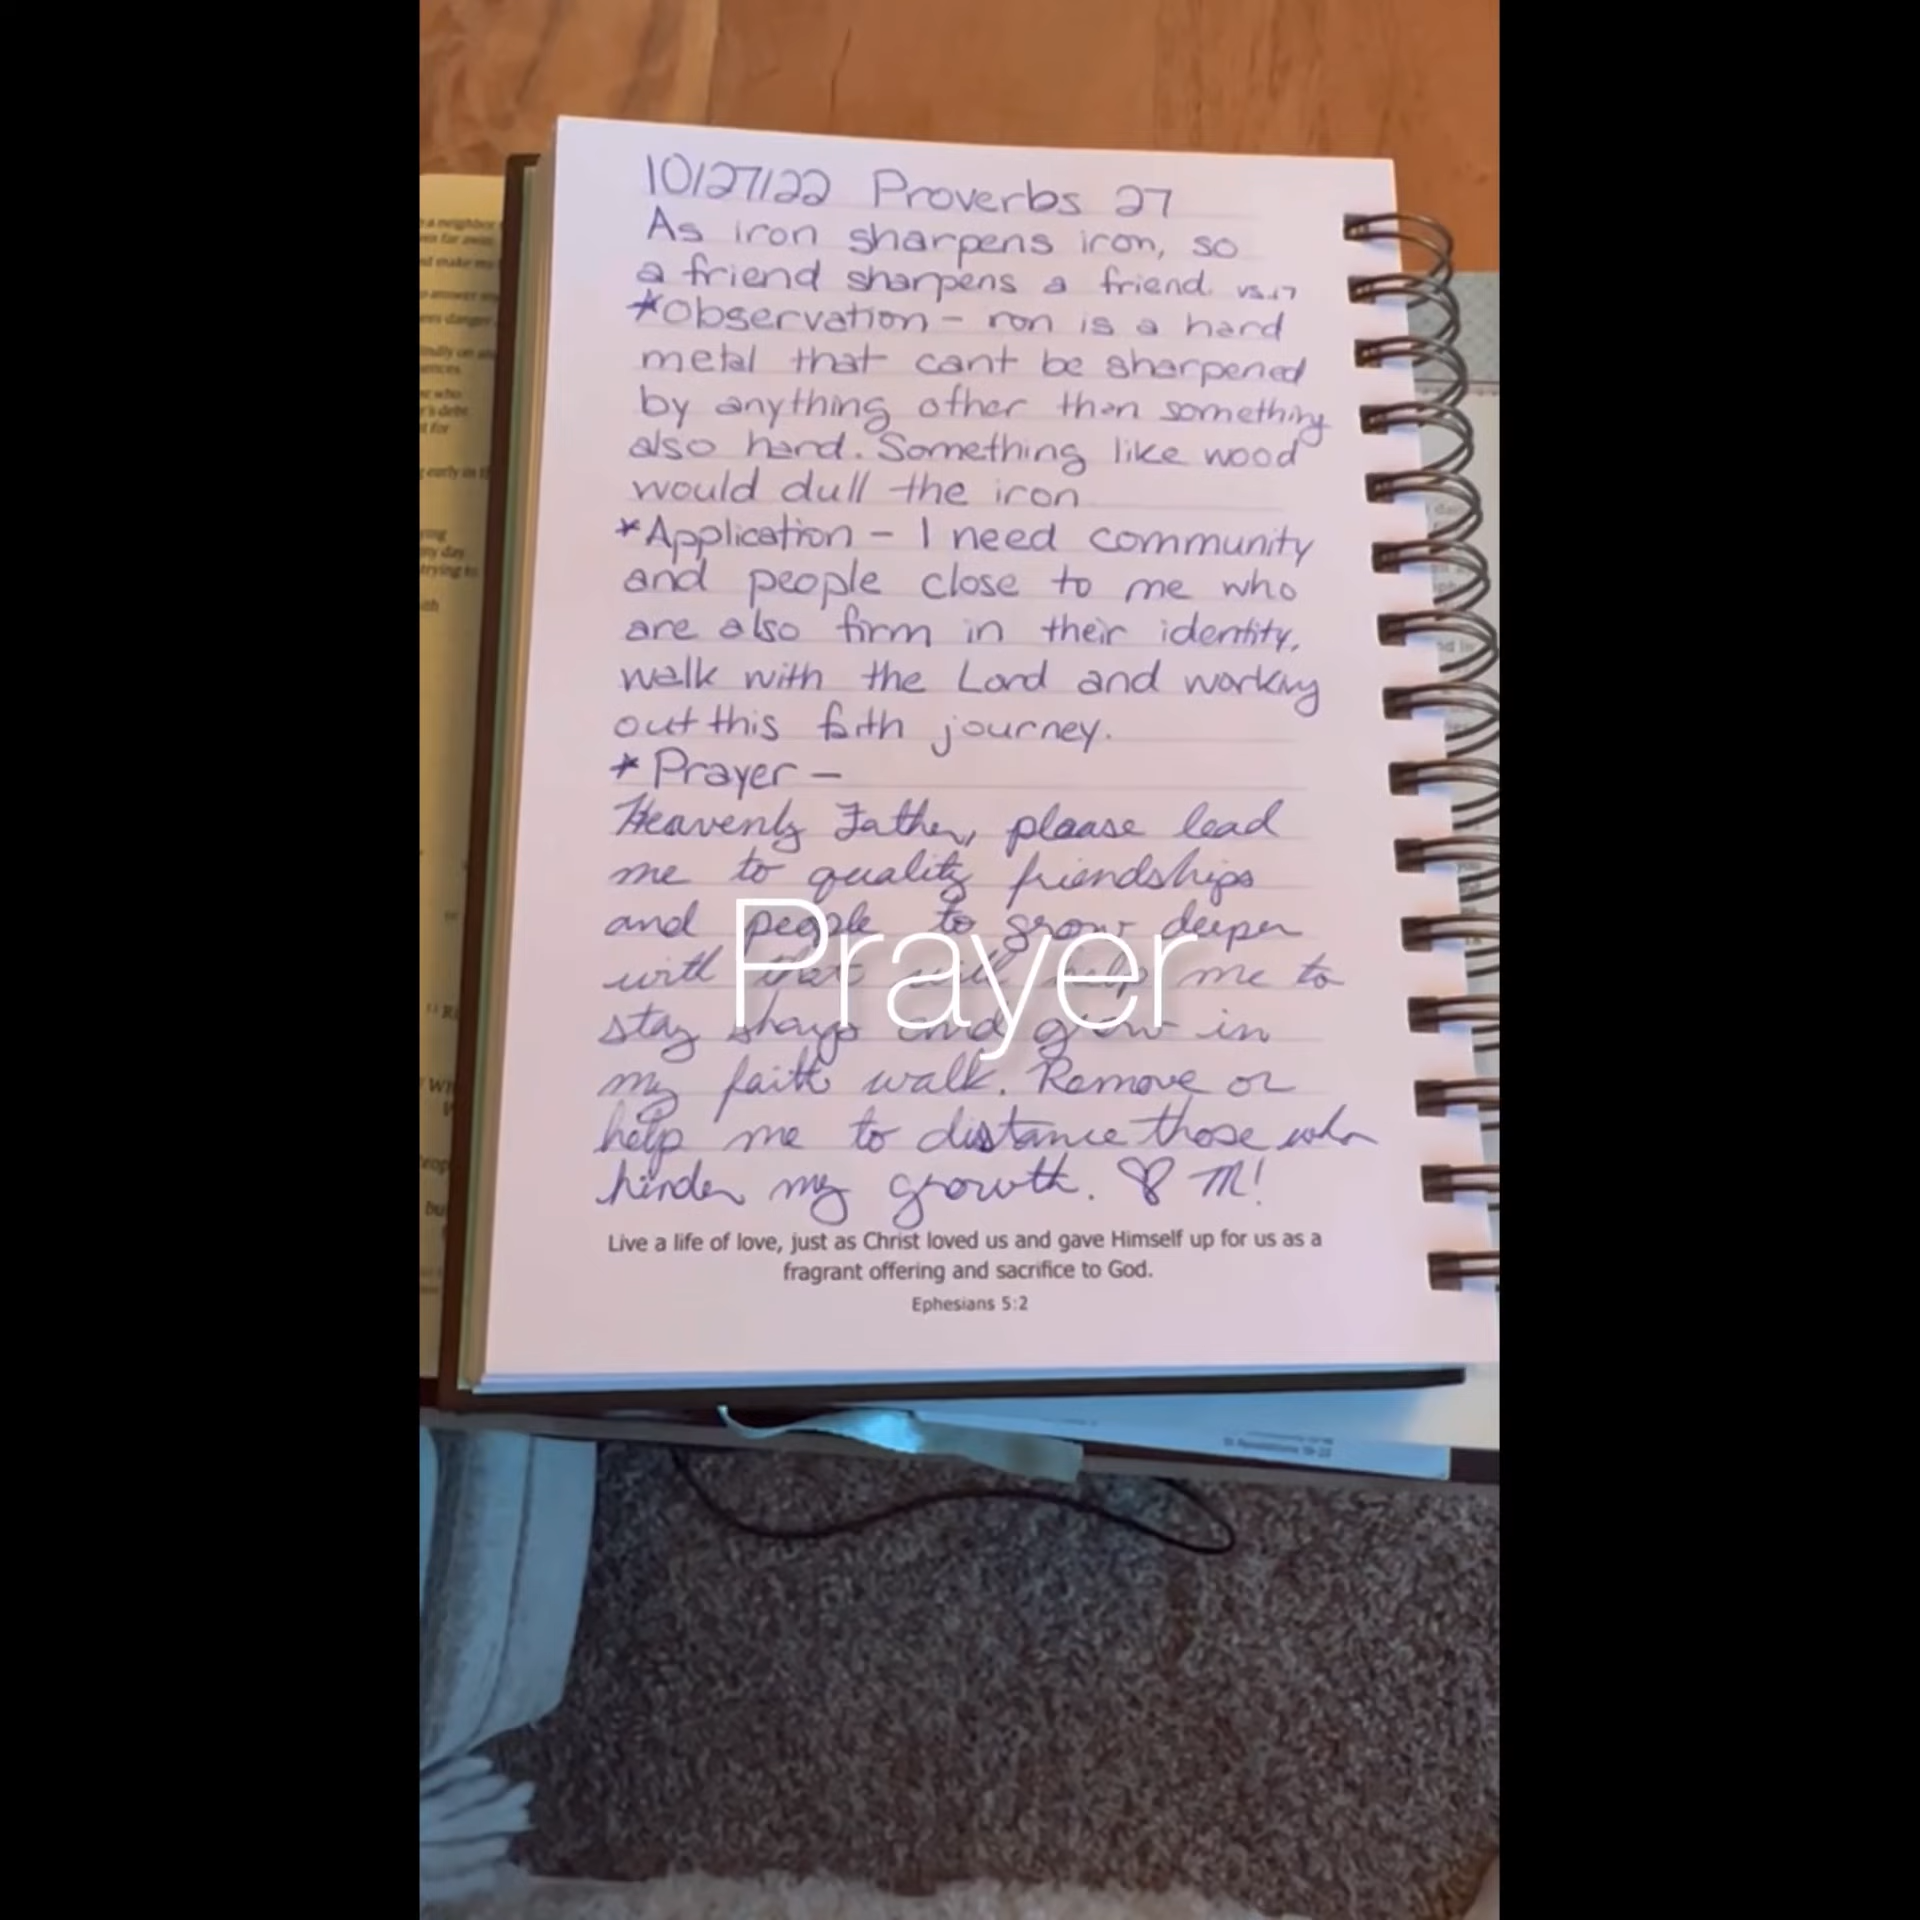 10/27/22 Proverbs 27
As iron sharpens iron, so
a friend sharpens a friend. vs.17
*Observation - ron is a hard
metal that cant be sharpened
by anything other than something
also hard. Something like wood
would dull the iron
*Application - I need community
and people close to me who
are also firm in their identity,
walk with the Lord and working
out this faith journey.
* Prayer -
Heavenly Father, please lead
me to quality friendships
and people to grow deeper
with that will help me to
Prayer
stay sharp and grow in
my faith walk. Remove or
help me to distance those who
hinder my growth. ♡ M!
Live a life of love, just as Christ loved us and gave Himself up for us as a
fragrant offering and sacrifice to God.
Ephesians 5:2